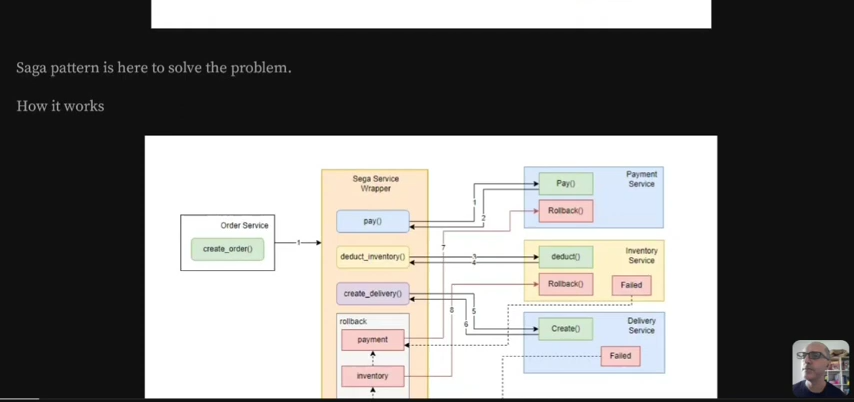 Saga pattern is here to solve the problem.
How it works
Sega Service
Wrapper
Payment
Service
Pay()
1
2
Rollback()
Order Service
create_order()
1
pay()
7
deduct_inventory()
3
4
Inventory
Service
deduct()
Rollback()
Failed
create_delivery()
8
5
6
Delivery
Service
Create()
rollback
payment
Failed
inventory